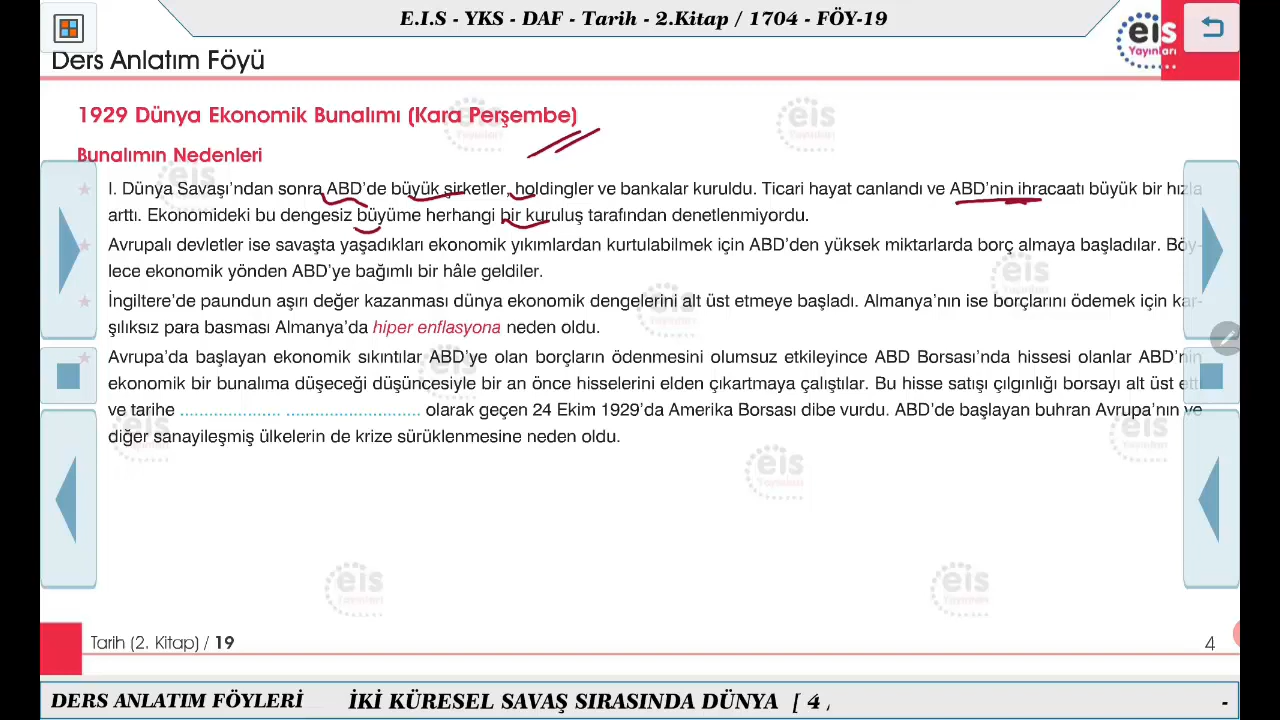 E.I.S - YKS - DAF - Tarih - 2.Kitap / 1704 - FÖY-19
eis
Yayınları
Ders Anlatım Föyü
1929 Dünya Ekonomik Bunalımı (Kara Perşembe)
Bunalımın Nedenleri
I. Dünya Savaşı'ndan sonra ABD'de büyük şirketler, holdingler ve bankalar kuruldu. Ticari hayat canlandı ve ABD'nin ihracaatı büyük bir hızla
arttı. Ekonomideki bu dengesiz büyüme herhangi bir kuruluş tarafından denetlenmiyordu.
Avrupalı devletler ise savaşta yaşadıkları ekonomik yıkımlardan kurtulabilmek için ABD'den yüksek miktarlarda borç almaya başladılar. Böy-
lece ekonomik yönden ABD'ye bağımlı bir hâle geldiler.
İngiltere'de paundun aşırı değer kazanması dünya ekonomik dengelerini alt üst etmeye başladı. Almanya'nın ise borçlarını ödemek için kar-
şılıksız para basması Almanya'da hiper enflasyona neden oldu.
Avrupa'da başlayan ekonomik sıkıntılar ABD'ye olan borçların ödenmesini olumsuz etkileyince ABD Borsası'nda hissesi olanlar ABD'nin
ekonomik bir bunalıma düşeceği düşüncesiyle bir an önce hisselerini elden çıkartmaya çalıştılar. Bu hisse satışı çılgınlığı borsayı alt üst ett
ve tarihe ..................... ............................ olarak geçen 24 Ekim 1929'da Amerika Borsası dibe vurdu. ABD'de başlayan buhran Avrupa'nın ve
diğer sanayileşmiş ülkelerin de krize sürüklenmesine neden oldu.
Tarih (2. Kitap) / 19
4
DERS ANLATIM FÖYLERİ İKİ KÜRESEL SAVAŞ SIRASINDA DÜNYA [ 4 / -